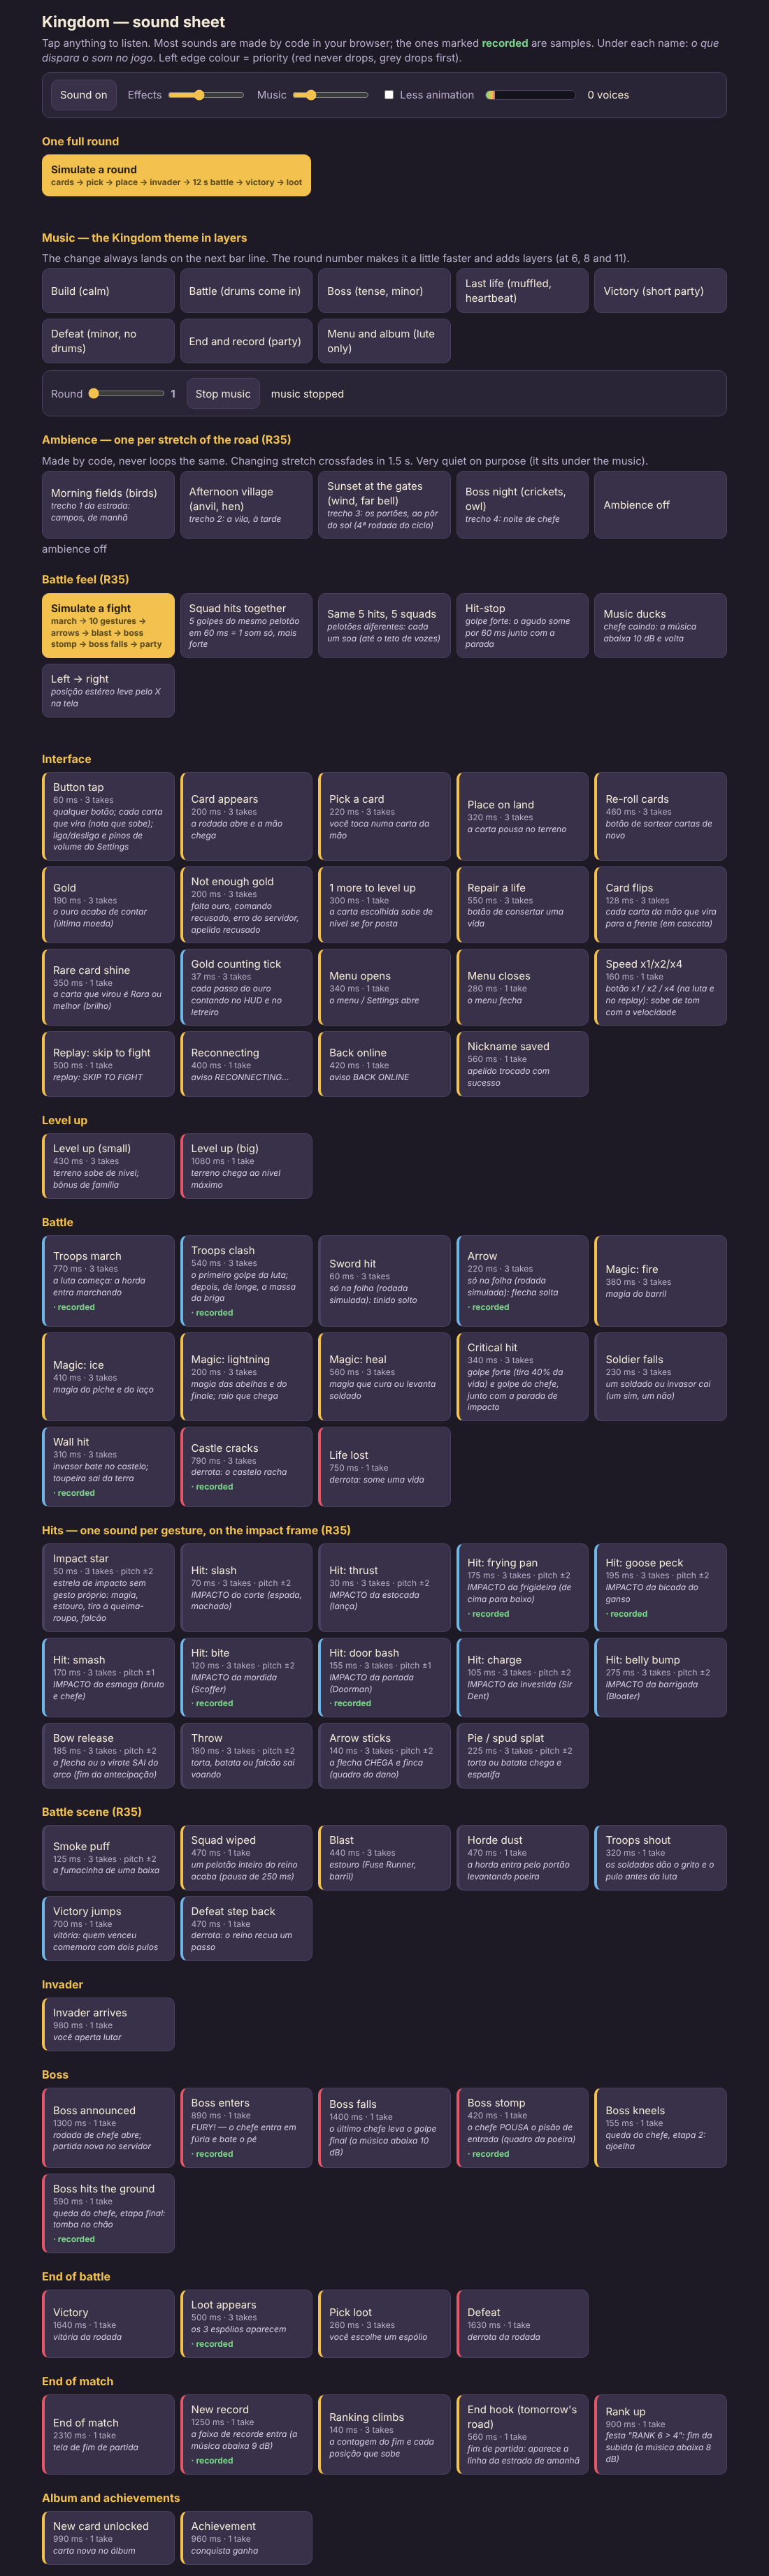 Kingdom — sound sheet
Tap anything to listen. Most sounds are made by code in your browser; the ones marked recorded are samples. Under each name: o que
dispara o som no jogo. Left edge colour = priority (red never drops, grey drops first).
Sound on
Effects
Music
Less animation
0 voices
One full round
Simulate a round
cards → pick → place → invader → 12 s battle → victory → loot
Music — the Kingdom theme in layers
The change always lands on the next bar line. The round number makes it a little faster and adds layers (at 6, 8 and 11).
Build (calm)
Battle (drums come in)
Boss (tense, minor)
Last life (muffled,
heartbeat)
Victory (short party)
Defeat (minor, no
drums)
End and record (party)
Menu and album (lute
only)
Round
1
Stop music
music stopped
Ambience — one per stretch of the road (R35)
Made by code, never loops the same. Changing stretch crossfades in 1.5 s. Very quiet on purpose (it sits under the music).
Morning fields (birds)
trecho 1 da estrada:
campos, de manhã
Afternoon village
(anvil, hen)
trecho 2: a vila, à tarde
Sunset at the gates
(wind, far bell)
trecho 3: os portões, ao pôr
do sol (4ª rodada do ciclo)
Boss night (crickets,
owl)
trecho 4: noite de chefe
Ambience off
ambience off
Battle feel (R35)
Simulate a fight
march → 10 gestures →
arrows → blast → boss
stomp → boss falls → party
Squad hits together
5 golpes do mesmo pelotão
em 60 ms = 1 som só, mais
forte
Same 5 hits, 5 squads
pelotões diferentes: cada
um soa (até o teto de vozes)
Hit-stop
golpe forte: o agudo some
por 60 ms junto com a
parada
Music ducks
chefe caindo: a música
abaixa 10 dB e volta
Left → right
posição estéreo leve pelo X
na tela
Interface
Button tap
60 ms · 3 takes
qualquer botão; cada carta
que vira (nota que sobe);
liga/desliga e pinos de
volume do Settings
Card appears
200 ms · 3 takes
a rodada abre e a mão
chega
Pick a card
220 ms · 3 takes
você toca numa carta da
mão
Place on land
320 ms · 3 takes
a carta pousa no terreno
Re-roll cards
460 ms · 3 takes
botão de sortear cartas de
novo
Gold
190 ms · 3 takes
o ouro acaba de contar
(última moeda)
Not enough gold
200 ms · 3 takes
falta ouro, comando
recusado, erro do servidor,
apelido recusado
1 more to level up
300 ms · 1 take
a carta escolhida sobe de
nível se for posta
Repair a life
550 ms · 3 takes
botão de consertar uma
vida
Card flips
128 ms · 3 takes
cada carta da mão que vira
para a frente (em cascata)
Rare card shine
350 ms · 1 take
a carta que virou é Rara ou
melhor (brilho)
Gold counting tick
37 ms · 3 takes
cada passo do ouro
contando no HUD e no
letreiro
Menu opens
340 ms · 1 take
o menu / Settings abre
Menu closes
280 ms · 1 take
o menu fecha
Speed x1/x2/x4
160 ms · 1 take
botão x1 / x2 / x4 (na luta e
no replay): sobe de tom
com a velocidade
Replay: skip to fight
500 ms · 1 take
replay: SKIP TO FIGHT
Reconnecting
400 ms · 1 take
aviso RECONNECTING...
Back online
420 ms · 1 take
aviso BACK ONLINE
Nickname saved
560 ms · 1 take
apelido trocado com
sucesso
Level up
Level up (small)
430 ms · 3 takes
terreno sobe de nível;
bônus de família
Level up (big)
1080 ms · 1 take
terreno chega ao nível
máximo
Battle
Troops march
770 ms · 3 takes
a luta começa: a horda
entra marchando
· recorded
Troops clash
540 ms · 3 takes
o primeiro golpe da luta;
depois, de longe, a massa
da briga
· recorded
Sword hit
60 ms · 3 takes
só na folha (rodada
simulada): tinido solto
Arrow
220 ms · 3 takes
só na folha (rodada
simulada): flecha solta
· recorded
Magic: fire
380 ms · 3 takes
magia do barril
Magic: ice
410 ms · 3 takes
magia do piche e do laço
Magic: lightning
200 ms · 3 takes
magia das abelhas e do
finale; raio que chega
Magic: heal
560 ms · 3 takes
magia que cura ou levanta
soldado
Critical hit
340 ms · 3 takes
golpe forte (tira 40% da
vida) e golpe do chefe,
junto com a parada de
impacto
Soldier falls
230 ms · 3 takes
um soldado ou invasor cai
(um sim, um não)
Wall hit
310 ms · 3 takes
invasor bate no castelo;
toupeira sai da terra
· recorded
Castle cracks
790 ms · 3 takes
derrota: o castelo racha
· recorded
Life lost
750 ms · 1 take
derrota: some uma vida
Hits — one sound per gesture, on the impact frame (R35)
Impact star
50 ms · 3 takes · pitch ±2
estrela de impacto sem
gesto próprio: magia,
estouro, tiro à queima-
roupa, falcão
Hit: slash
70 ms · 3 takes · pitch ±2
IMPACTO do corte (espada,
machado)
Hit: thrust
30 ms · 3 takes · pitch ±2
IMPACTO da estocada
(lança)
Hit: frying pan
175 ms · 3 takes · pitch ±2
IMPACTO da frigideira (de
cima para baixo)
· recorded
Hit: goose peck
195 ms · 3 takes · pitch ±2
IMPACTO da bicada do
ganso
· recorded
Hit: smash
170 ms · 3 takes · pitch ±1
IMPACTO do esmaga (bruto
e chefe)
Hit: bite
120 ms · 3 takes · pitch ±2
IMPACTO da mordida
(Scoffer)
· recorded
Hit: door bash
155 ms · 3 takes · pitch ±1
IMPACTO da portada
(Doorman)
· recorded
Hit: charge
105 ms · 3 takes · pitch ±2
IMPACTO da investida (Sir
Dent)
Hit: belly bump
275 ms · 3 takes · pitch ±2
IMPACTO da barrigada
(Bloater)
Bow release
185 ms · 3 takes · pitch ±2
a flecha ou o virote SAI do
arco (fim da antecipação)
Throw
180 ms · 3 takes · pitch ±2
torta, batata ou falcão sai
voando
Arrow sticks
140 ms · 3 takes · pitch ±2
a flecha CHEGA e finca
(quadro do dano)
Pie / spud splat
225 ms · 3 takes · pitch ±2
torta ou batata chega e
espatifa
Battle scene (R35)
Smoke puff
125 ms · 3 takes · pitch ±2
a fumacinha de uma baixa
Squad wiped
470 ms · 1 take
um pelotão inteiro do reino
acaba (pausa de 250 ms)
Blast
440 ms · 3 takes
estouro (Fuse Runner,
barril)
Horde dust
470 ms · 1 take
a horda entra pelo portão
levantando poeira
Troops shout
320 ms · 1 take
os soldados dão o grito e o
pulo antes da luta
Victory jumps
700 ms · 1 take
vitória: quem venceu
comemora com dois pulos
Defeat step back
470 ms · 1 take
derrota: o reino recua um
passo
Invader
Invader arrives
980 ms · 1 take
você aperta lutar
Boss
Boss announced
1300 ms · 1 take
rodada de chefe abre;
partida nova no servidor
Boss enters
890 ms · 1 take
FURY! — o chefe entra em
fúria e bate o pé
· recorded
Boss falls
1400 ms · 1 take
o último chefe leva o golpe
final (a música abaixa 10
dB)
Boss stomp
420 ms · 1 take
o chefe POUSA o pisão de
entrada (quadro da poeira)
· recorded
Boss kneels
155 ms · 1 take
queda do chefe, etapa 2:
ajoelha
Boss hits the ground
590 ms · 1 take
queda do chefe, etapa final:
tomba no chão
· recorded
End of battle
Victory
1640 ms · 1 take
vitória da rodada
Loot appears
500 ms · 3 takes
os 3 espólios aparecem
· recorded
Pick loot
260 ms · 3 takes
você escolhe um espólio
Defeat
1630 ms · 1 take
derrota da rodada
End of match
End of match
2310 ms · 1 take
tela de fim de partida
New record
1250 ms · 1 take
a faixa de recorde entra (a
música abaixa 9 dB)
· recorded
Ranking climbs
140 ms · 3 takes
a contagem do fim e cada
posição que sobe
End hook (tomorrow's
road)
560 ms · 1 take
fim de partida: aparece a
linha da estrada de amanhã
Rank up
900 ms · 1 take
festa "RANK 6 > 4": fim da
subida (a música abaixa 8
dB)
Album and achievements
New card unlocked
990 ms · 1 take
carta nova no álbum
Achievement
960 ms · 1 take
conquista ganha